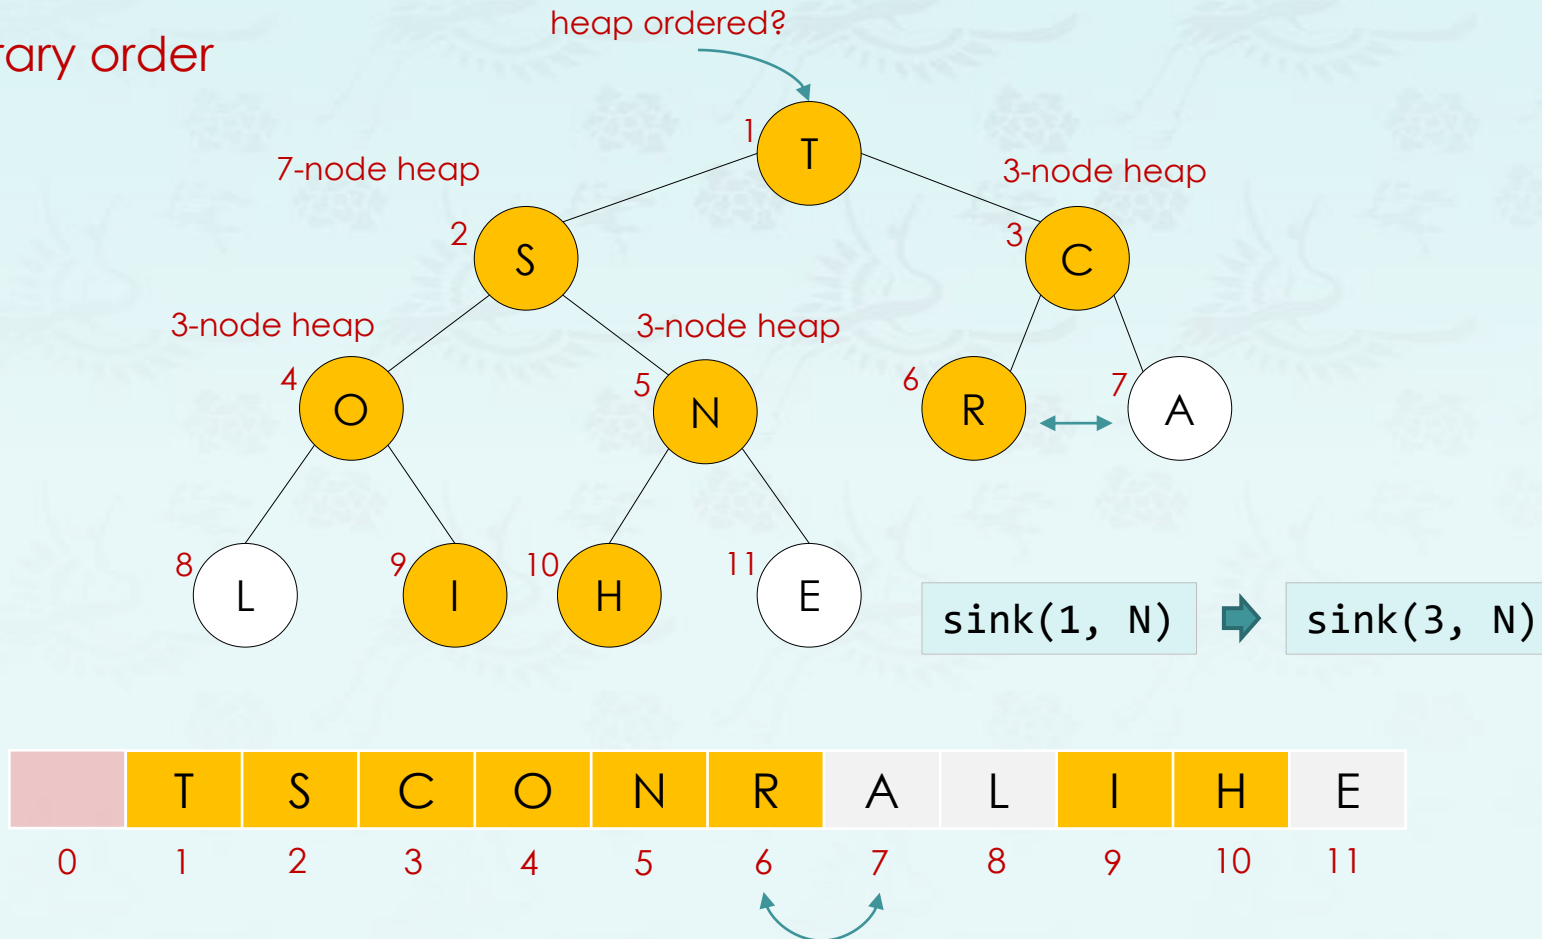 heap ordered?
rary order
1
T
7-node heap
3-node heap
2
S
3
C
3-node heap
3-node heap
4
O
5
N
6
R
7
A
8
L
9
I
10
H
11
E
sink(1, N)
sink(3, N)
T S C O N R A L I H E
0 1 2 3 4 5 6 7 8 9 10 11